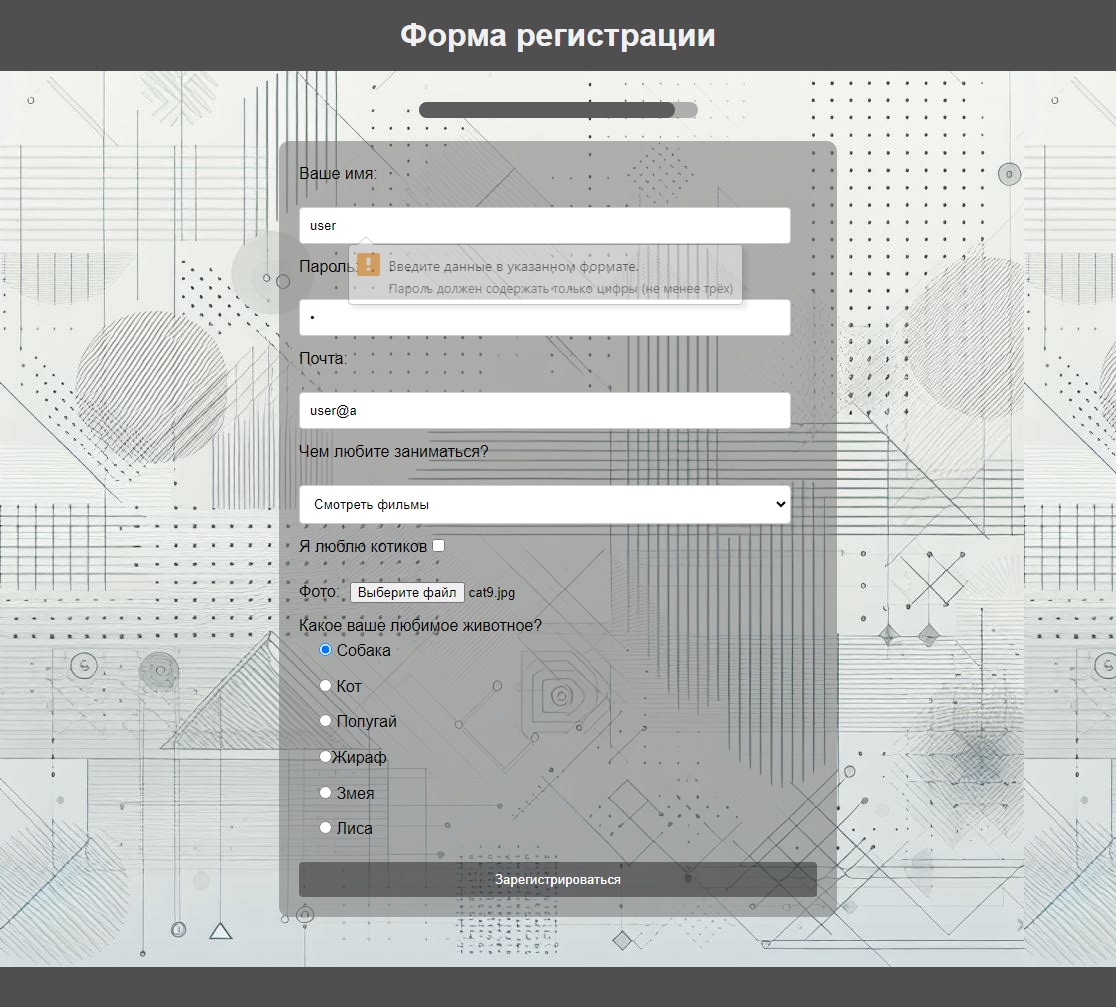 Форма регистрации
Ваше имя:
user
Пароль:
! Введите данные в указанном формате.
Пароль должен содержать только цифры (не менее трёх)
•
Почта:
user@a
Чем любите заниматься?
Смотреть фильмы
Я люблю котиков
Фото: Выберите файл cat9.jpg
Какое ваше любимое животное?
Собака
Кот
Попугай
Жираф
Змея
Лиса
Зарегистрироваться